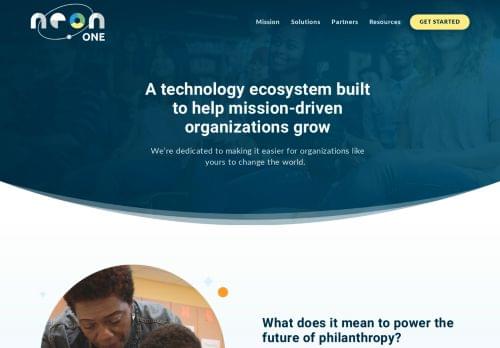 neon ONE
Mission Solutions Partners Resources GET STARTED
A technology ecosystem built
to help mission-driven
organizations grow
We're dedicated to making it easier for organizations like
yours to change the world.
What does it mean to power the
future of philanthropy?